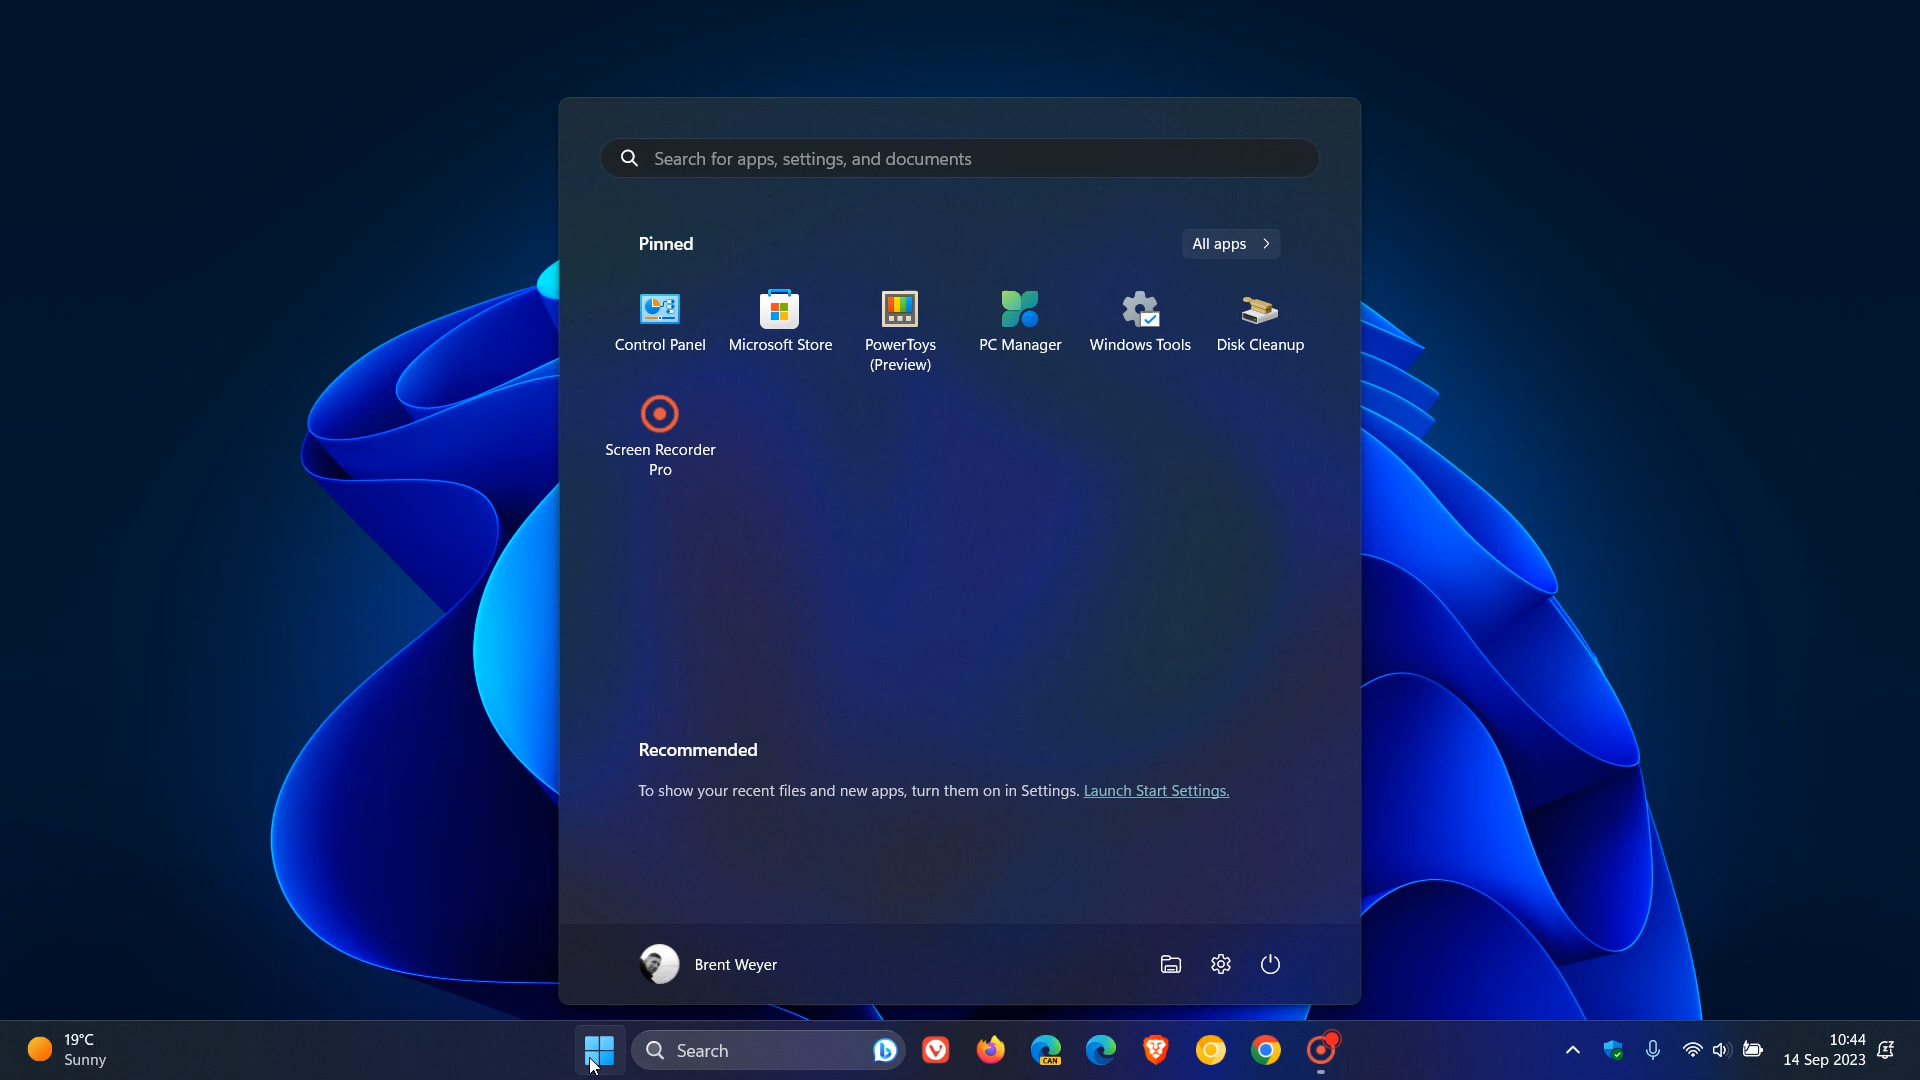 Search for apps, settings, and documents
Pinned
All apps
Control Panel
Microsoft Store
PowerToys
(Preview)
PC Manager
Windows Tools
Disk Cleanup
Screen Recorder
Pro
Recommended
To show your recent files and new apps, turn them on in Settings. Launch Start Settings.
Brent Weyer
19°C
Sunny
Search
CAN
10:44
14 Sep 2023